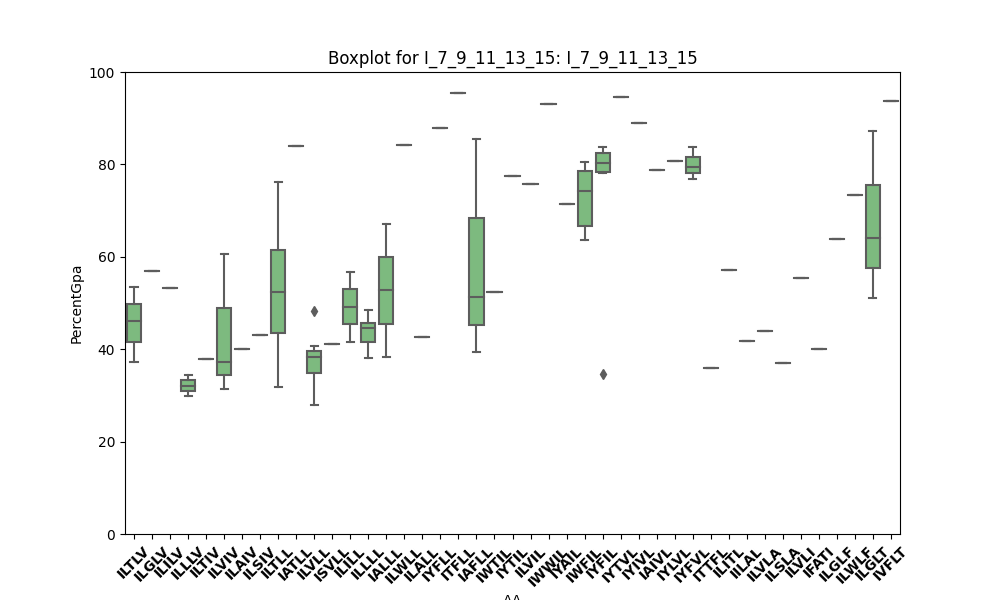 Boxplot for I_7_9_11_13_15: I_7_9_11_13_15
PercentGpa
100
80
60
40
20
0
ILTLV
ILGLV
ILILV
ILLLV
ILTIV
ILVIV
ILAIV
ILSIV
ILTLL
IATLL
ILVLL
ISVLL
ILILL
ILLLL
IALLL
ILWLL
ILALL
IYFLL
ITFLL
IAFLL
IWTIL
IYTIL
ILVIL
IWWIL
IYAIL
IWFIL
IYFIL
IYTVL
IYIVL
IAIVL
IYLVL
IYFVL
ITTFL
ILITL
IILAL
ILVLA
ILSLA
ILVLI
IFATI
ILGLF
ILWLF
ILGLT
IVFLT
AA